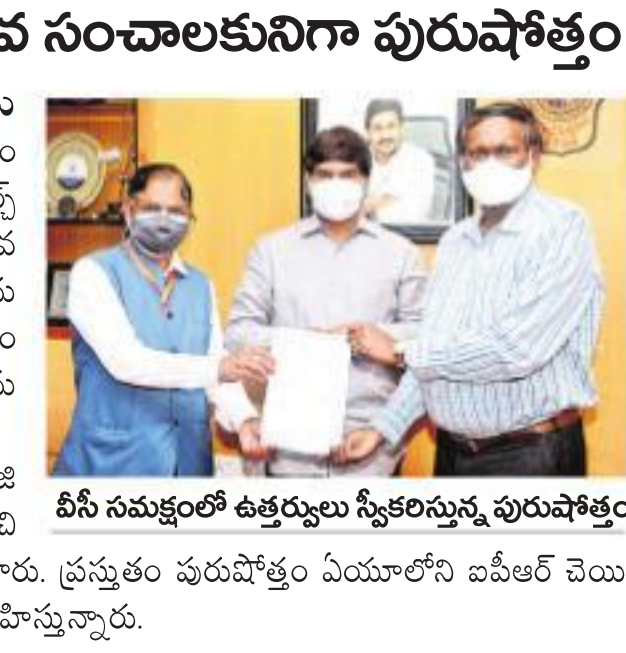 వ సంచాలకునిగా పురుషోత్తం
ం
ర్చ్
వ
ం
జి
చి
వీసీ సమక్షంలో ఉత్తర్వులు స్వీకరిస్తున్న పురుషోత్తం
ారు. ప్రస్తుతం పురుషోత్తం ఏయూలోని ఐపీఆర్ చెయి
హిస్తున్నారు.